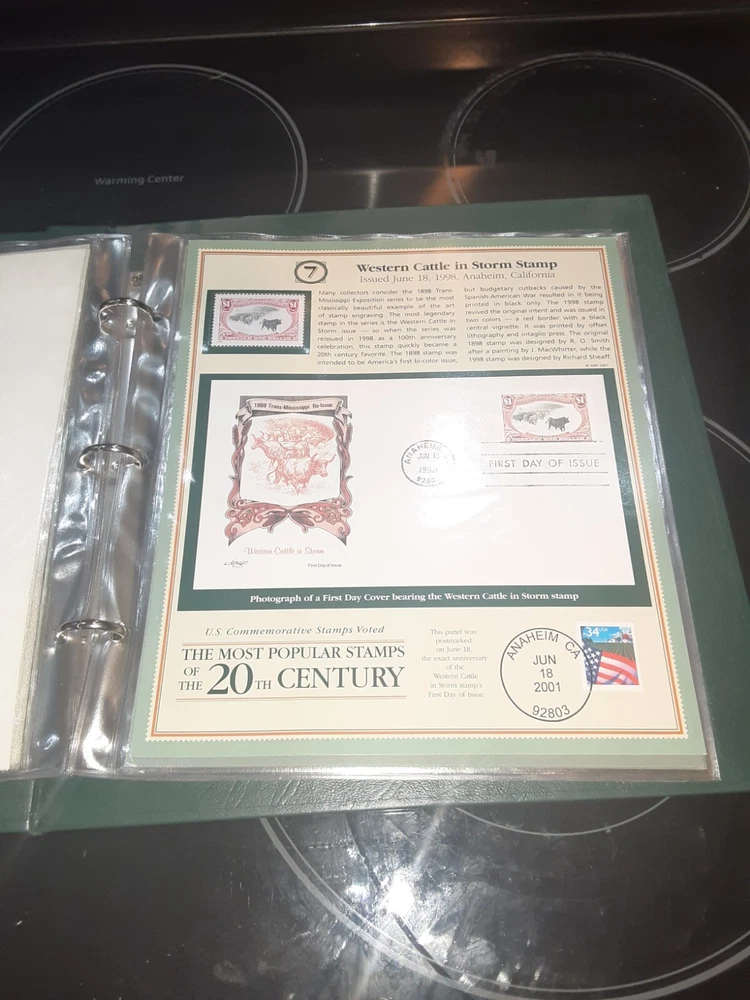 Warming Center
7
Western Cattle in Storm Stamp
Issued June 18, 1998, Anaheim, California
Many collectors consider the 1898 Trans-
Mississippi Exposition series to be the most
classically beautiful example of the art
of stamp engraving. The most legendary
stamp in the series is the Western Cattle in
Storm issue — so when the series was
reissued in 1998 as a 100th anniversary
celebration, this stamp quickly became a
20th century favorite. The 1898 stamp was
intended to be America's first bi-color issue,
but budgetary cutbacks caused by the
Spanish-American War resulted in it being
printed in black only. The 1998 stamp
revived the original intent and was issued in
two colors — a red border with a black
central vignette. It was printed by offset
lithography and intaglio press. The original
1898 stamp was designed by R. O. Smith
after a painting by J. MacWhirter, while the
1998 stamp was designed by Richard Sheaff.
$1 $1
1998 Trans-Mississippi Re-Issue
$1 $1
ANAHEIM
JUN
FIRST DAY OF ISSUE
Western Cattle in Storm
First Day of Issue
Photograph of a First Day Cover bearing the Western Cattle in Storm stamp
U.S. Commemorative Stamps Voted
THE MOST POPULAR STAMPS
OF THE 20TH CENTURY
This panel was
postmarked
on June 18,
the exact anniversary
of the
Western Cattle
in Storm stamp's
First Day of Issue
ANAHEIM CA
JUN
18
2001
92803
34 USA